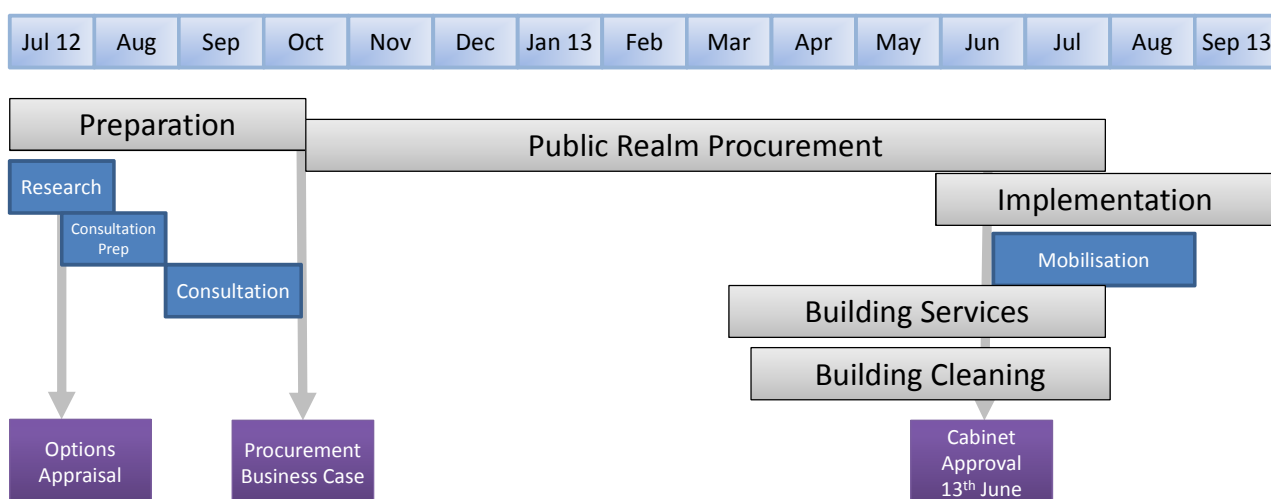 Jul 12 Aug Sep Oct Nov Dec Jan 13 Feb Mar Apr May Jun Jul Aug Sep 13
Preparation
Public Realm Procurement
Research
Implementation
Consultation
Prep
Mobilisation
Consultation
Building Services
Building Cleaning
Options
Appraisal
Procurement
Business Case
Cabinet
Approval
13th June